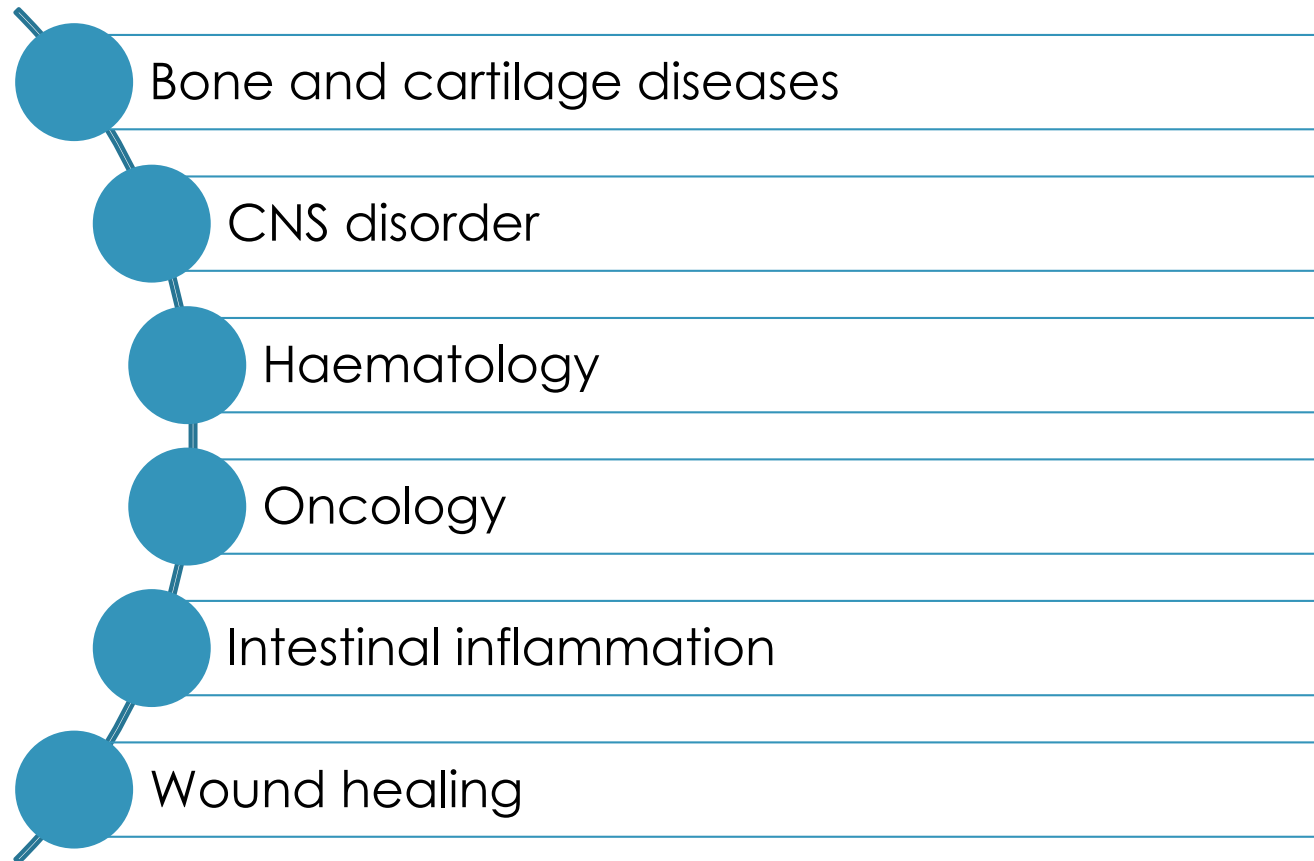 Bone and cartilage diseases
CNS disorder
Haematology
Oncology
Intestinal inflammation
Wound healing